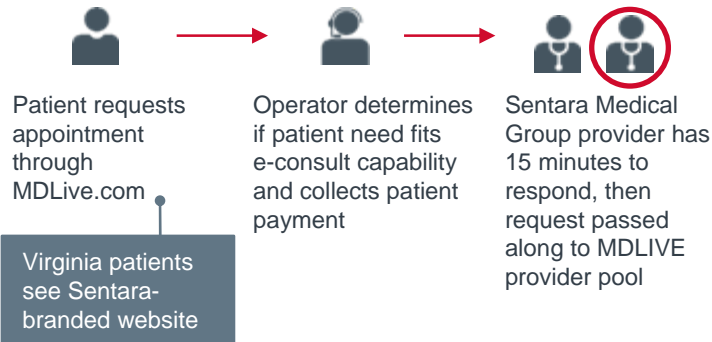 Patient requests
appointment
through
MDLive.com
Virginia patients
see Sentara-
branded website
Operator determines
if patient need fits
e-consult capability
and collects patient
payment
Sentara Medical
Group provider has
15 minutes to
respond, then
request passed
along to MDLIVE
provider pool